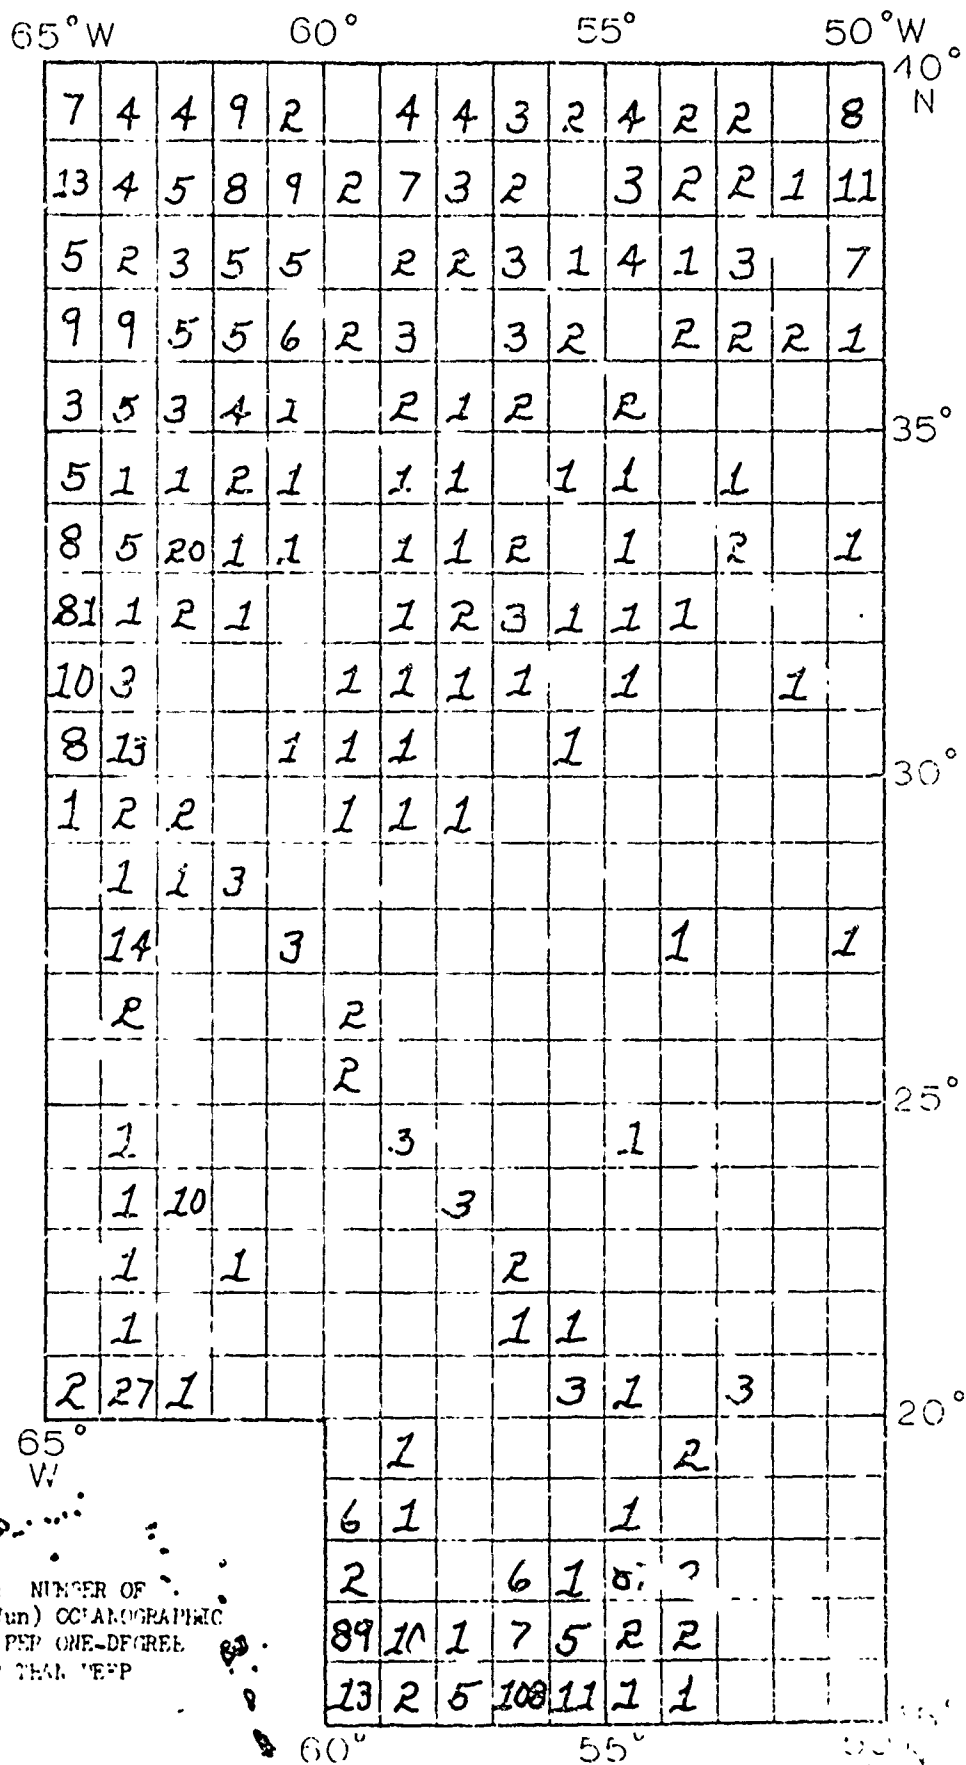 65°W 60° 55° 50°W
40°
N
7 4 4 9 2 4 4 3 2 4 2 2 8
13 4 5 8 9 2 7 3 2 3 2 2 1 11
5 2 3 5 5 2 2 3 1 4 1 3 7
9 9 5 5 6 2 3 3 2 2 2 2 1
3 5 3 4 1 2 1 2 2
35°
5 1 1 2 1 1 1 1 1 1
8 5 20 1 1 1 1 2 1 2 1
81 1 2 1 1 2 3 1 1 1
10 3 1 1 1 1 1 1
8 13 1 1 1 1
30°
1 2 2 1 1 1
1 1 3
14 3 1 1
2 2
2
25°
1 3 1
1 10 3
1 1 2
1 1 1
2 27 1 3 1 3
20°
65°
W
1 2
6 1 1
NUMBER OF
2 6 1
OCEANOGRAPHIC
89 1 7 5 2 2
PER ONE-DEGREE
THAN DEEP
13 2 5 108 11 1 1
60° 55°